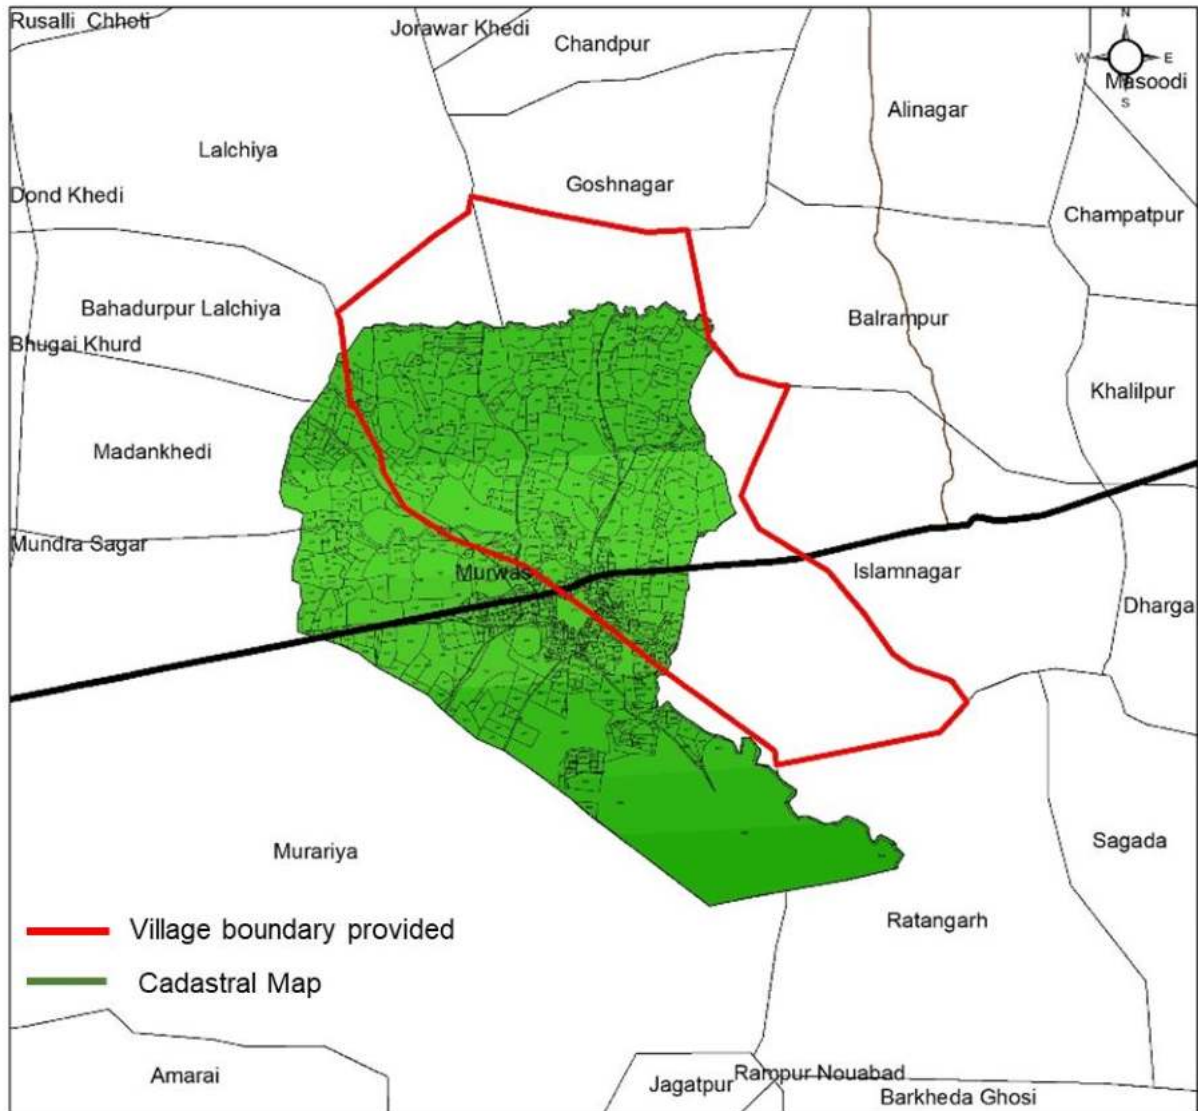 Rusalli Chhoti
Jorawar Khedi
Chandpur
N
W
E
S
Masoodi
Alinagar
Lalchiya
Goshnagar
Dond Khedi
Champatpur
Bahadurpur Lalchiya
Balrampur
Bhugai Khurd
Khalilpur
Madankhedi
Mundra Sagar
Murwas
Islamnagar
Dharga
Murariya
Sagada
Ratangarh
Village boundary provided
Cadastral Map
Amarai
Jagatpur
Rampur Nouabad
Barkheda Ghosi